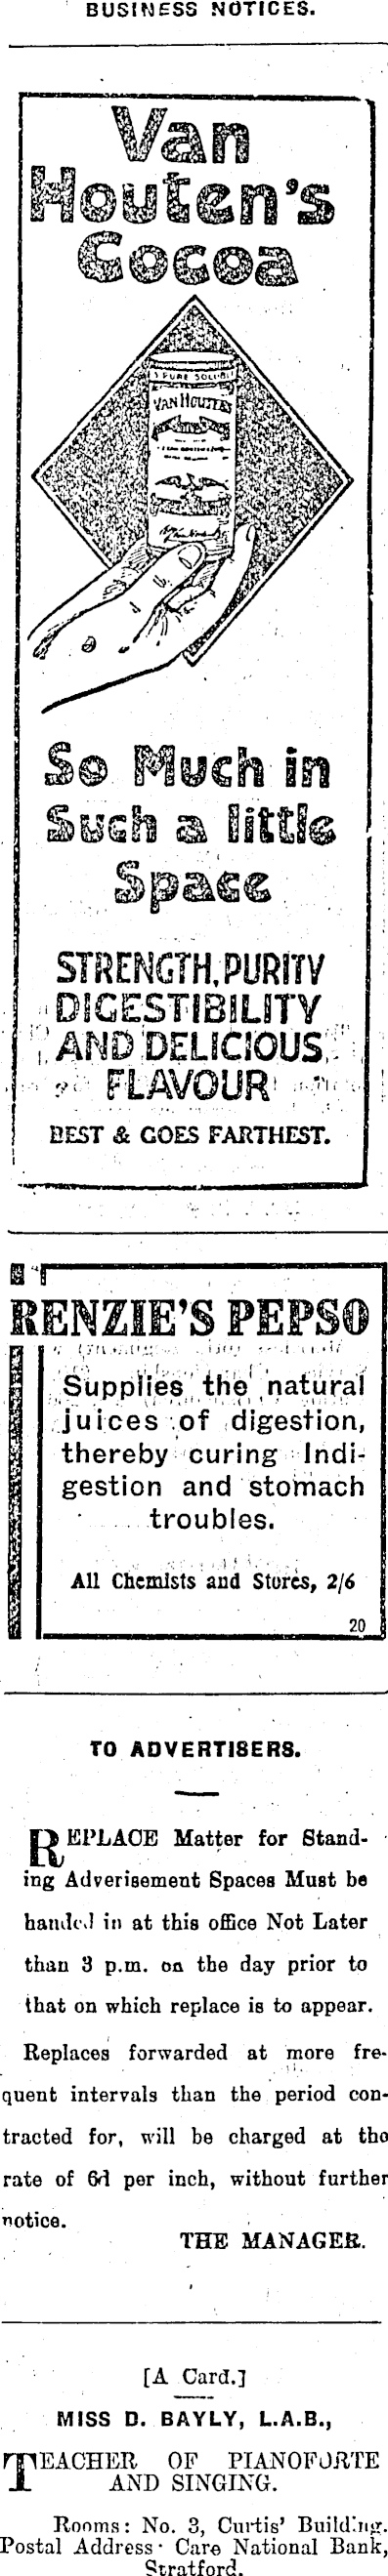 BUSINESS NOTICES.
Van
Houten's
Cocoa
PURE SOLUBLE
VAN HOUTEN'S
So Much in
Such a little
Space
STRENGTH, PURITY
DIGESTIBILITY
AND DELICIOUS
FLAVOUR
BEST & GOES FARTHEST.
RENZIE'S PEPSO
Supplies the natural
juices of digestion,
thereby curing Indi-
gestion and stomach
troubles.
All Chemists and Stores, 2/6
20
TO ADVERTISERS.
REPLACE Matter for Stand-
ing Adverisement Spaces Must be
handed in at this office Not Later
than 3 p.m. on the day prior to
that on which replace is to appear.
Replaces forwarded at more fre-
quent intervals than the period con-
tracted for, will be charged at the
rate of 6d per inch, without further
notice.
THE MANAGER.
[A Card.]
MISS D. BAYLY, L.A.B.,
TEACHER OF PIANOFORTE
AND SINGING.
Rooms: No. 3, Curtis' Building.
Postal Address: Care National Bank,
Stratford.